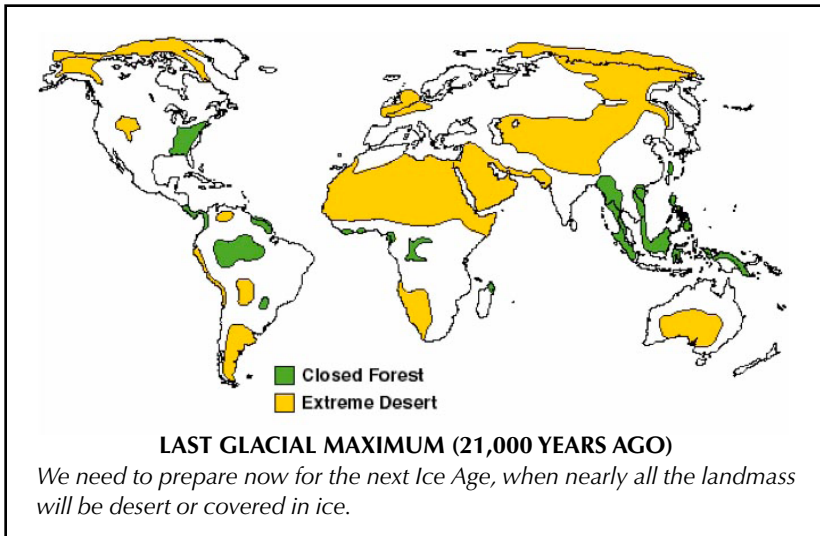 Closed Forest
Extreme Desert
LAST GLACIAL MAXIMUM (21,000 YEARS AGO)
We need to prepare now for the next Ice Age, when nearly all the landmass
will be desert or covered in ice.